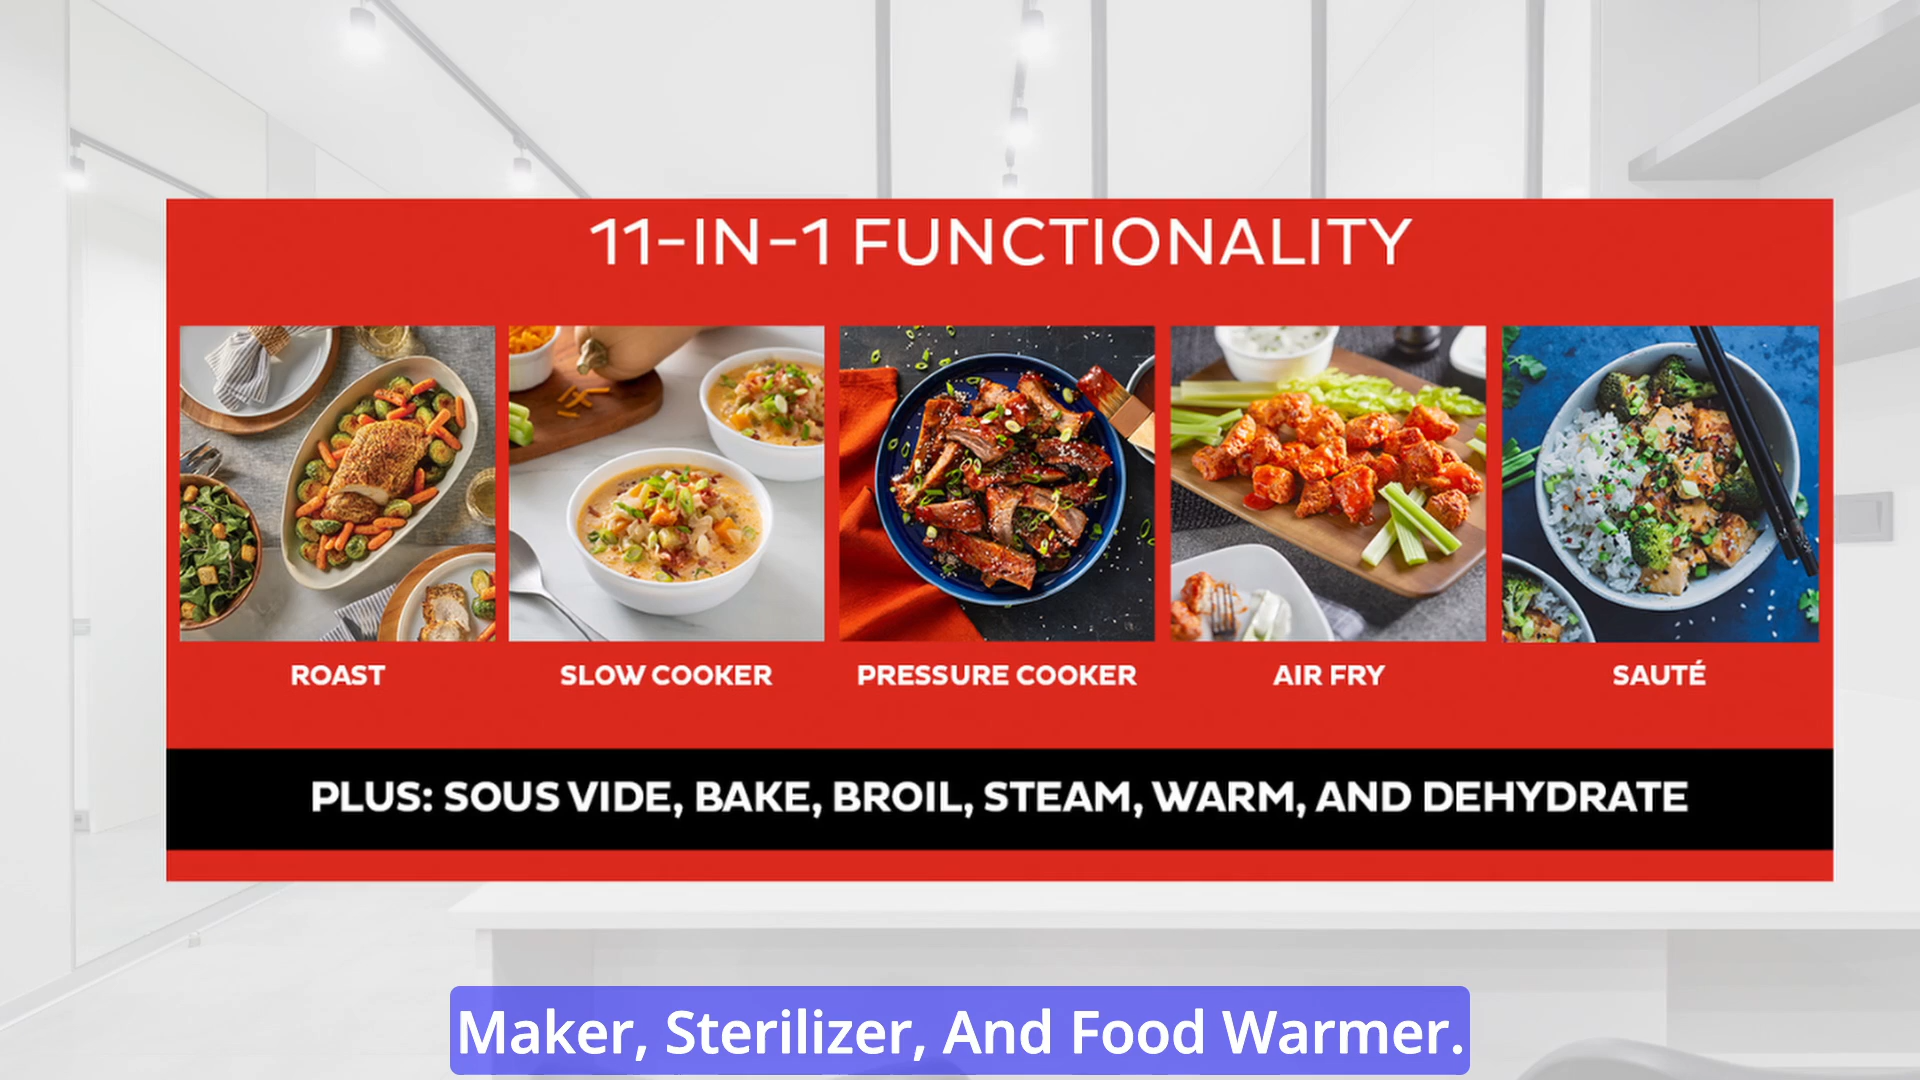 11-IN-1 FUNCTIONALITY
ROAST
SLOW COOKER
PRESSURE COOKER
AIR FRY
SAUTÉ
PLUS: SOUS VIDE, BAKE, BROIL, STEAM, WARM, AND DEHYDRATE
Maker, Sterilizer, And Food Warmer.